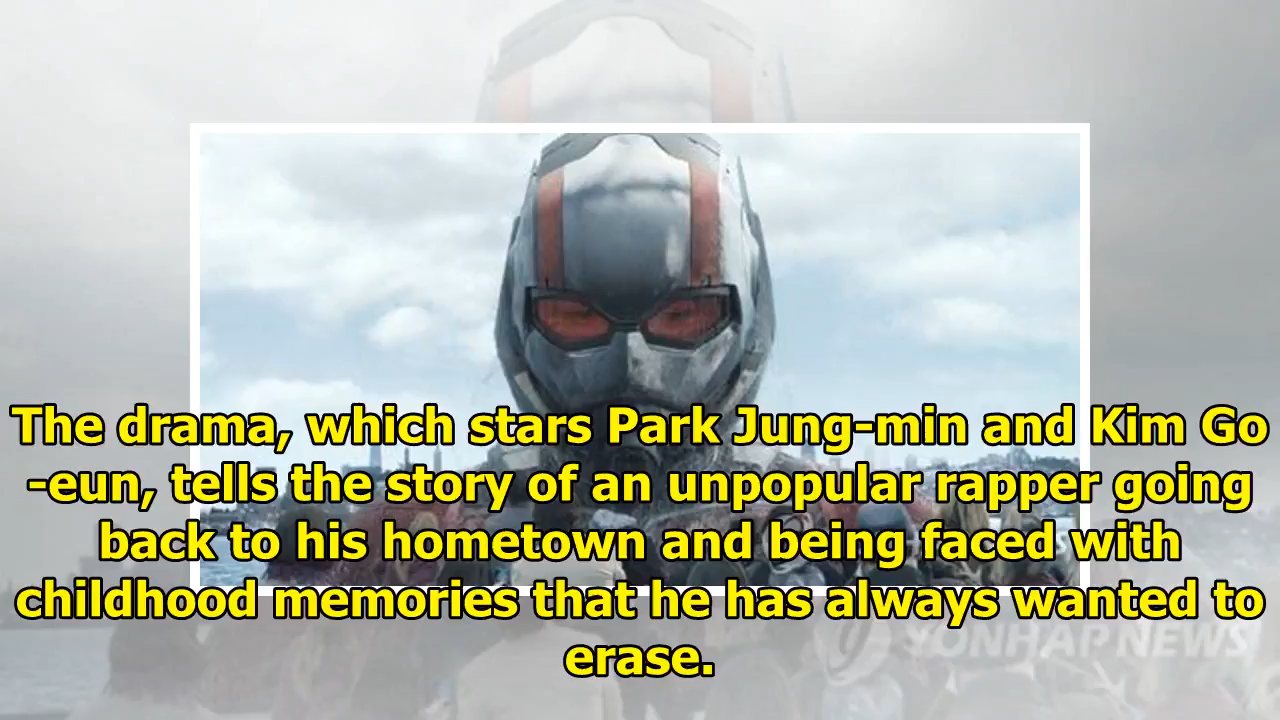 The drama, which stars Park Jung-min and Kim Go
-eun, tells the story of an unpopular rapper going
back to his hometown and being faced with
childhood memories that he has always wanted to
erase.
YONHAP NEWS